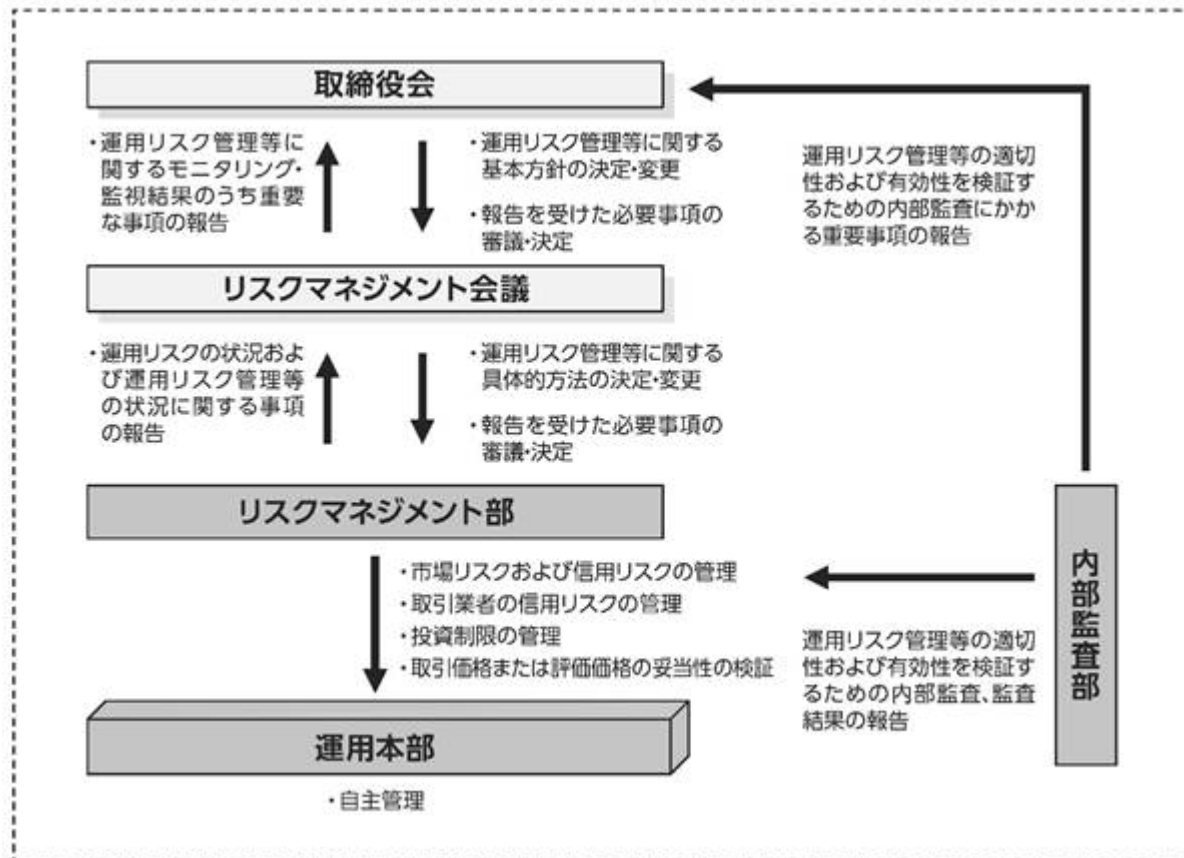 取締役会
・運用リスク管理等に
関するモニタリング・
監視結果のうち重要
な事項の報告
・運用リスク管理等に関する
基本方針の決定・変更
・報告を受けた必要事項の
審議・決定
運用リスク管理等の適切
性および有効性を検証す
るための内部監査にかか
る重要事項の報告
リスクマネジメント会議
・運用リスクの状況およ
び運用リスク管理等
の状況に関する事項
の報告
・運用リスク管理等に関する
具体的方法の決定・変更
・報告を受けた必要事項の
審議・決定
リスクマネジメント部
・市場リスクおよび信用リスクの管理
・取引業者の信用リスクの管理
・投資制限の管理
・取引価格または評価価格の妥当性の検証
内部監査部
運用リスク管理等の適切
性および有効性を検証す
るための内部監査、監査
結果の報告
運用本部
・自主管理